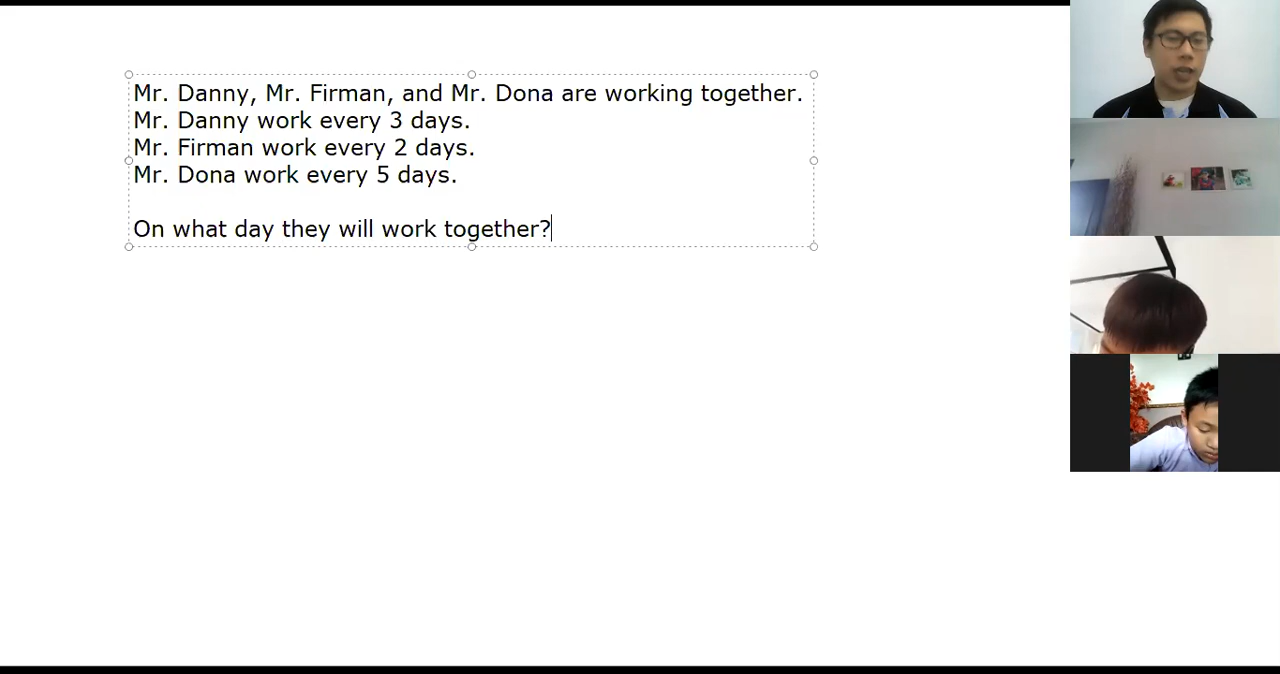 Mr. Danny, Mr. Firman, and Mr. Dona are working together.
Mr. Danny work every 3 days.
Mr. Firman work every 2 days.
Mr. Dona work every 5 days.
On what day they will work together?